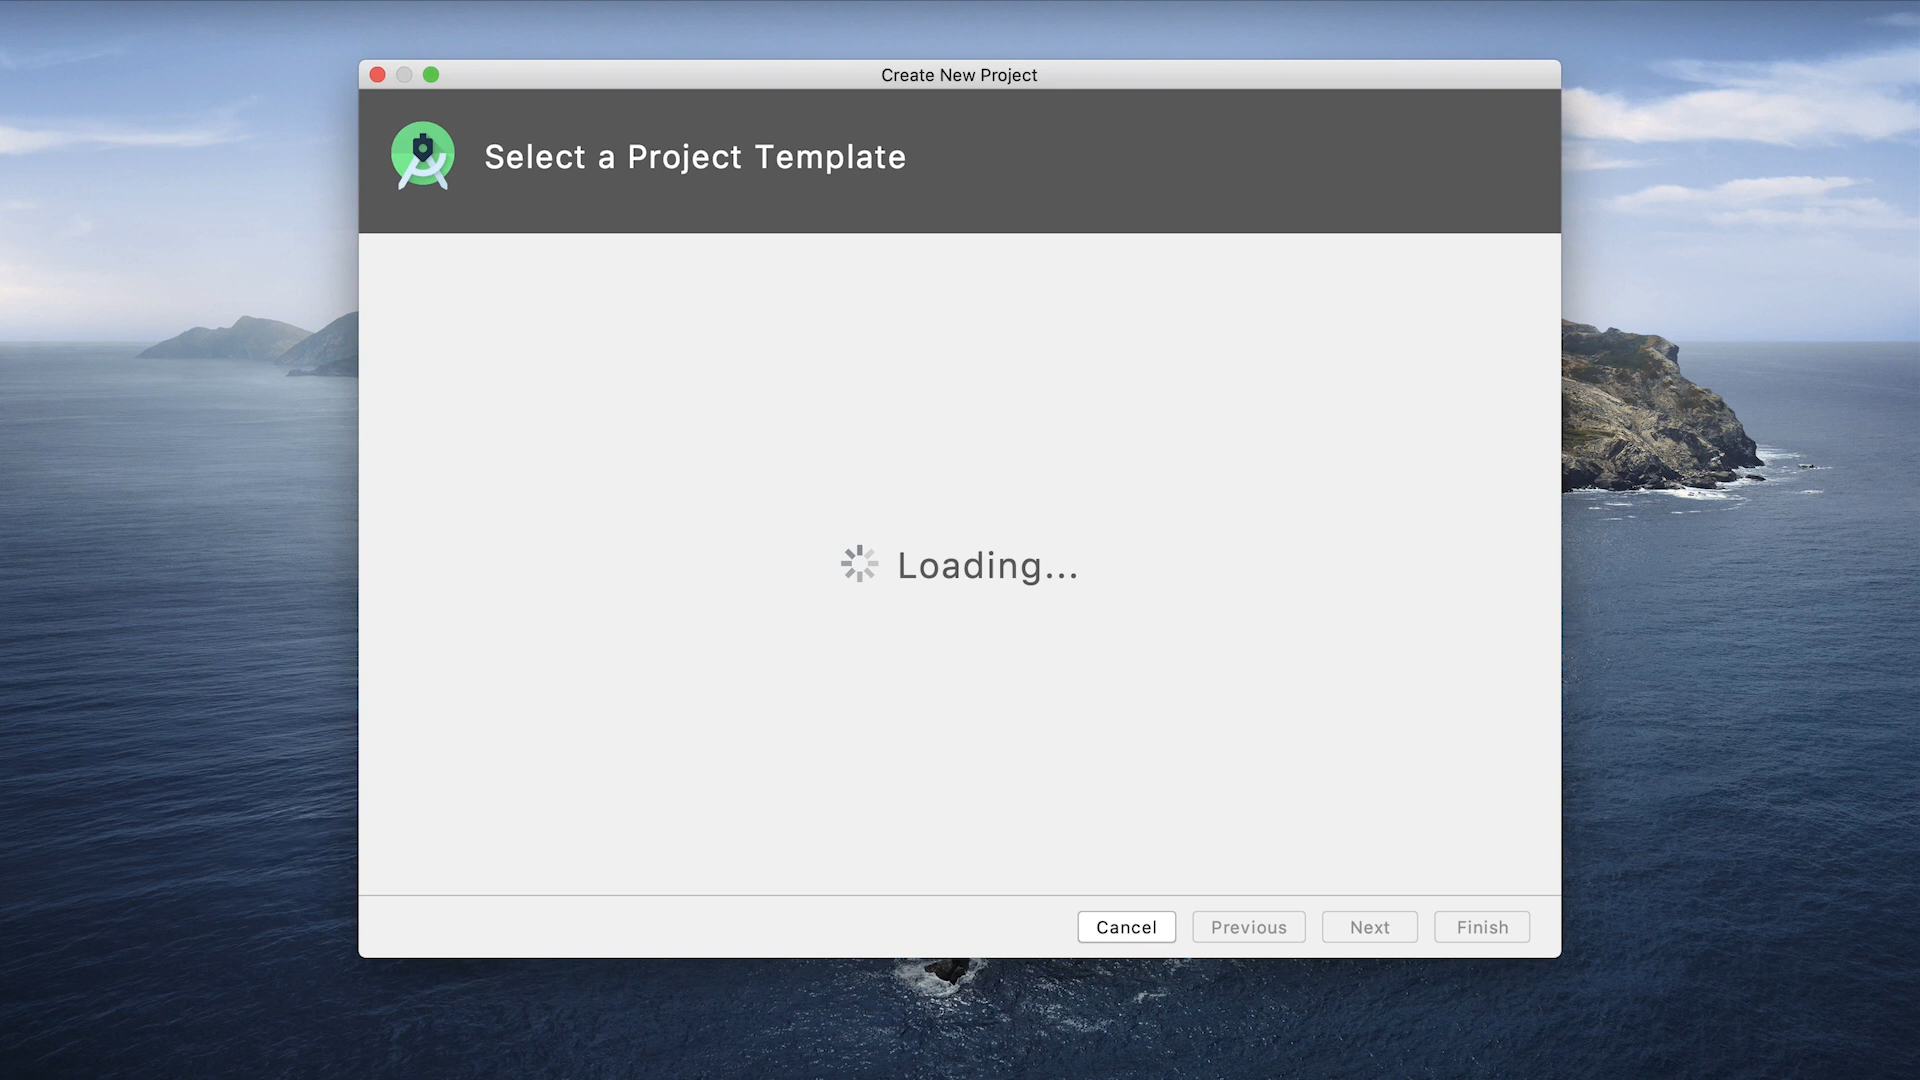 Create New Project
Select a Project Template
Loading...
Cancel
Previous
Next
Finish